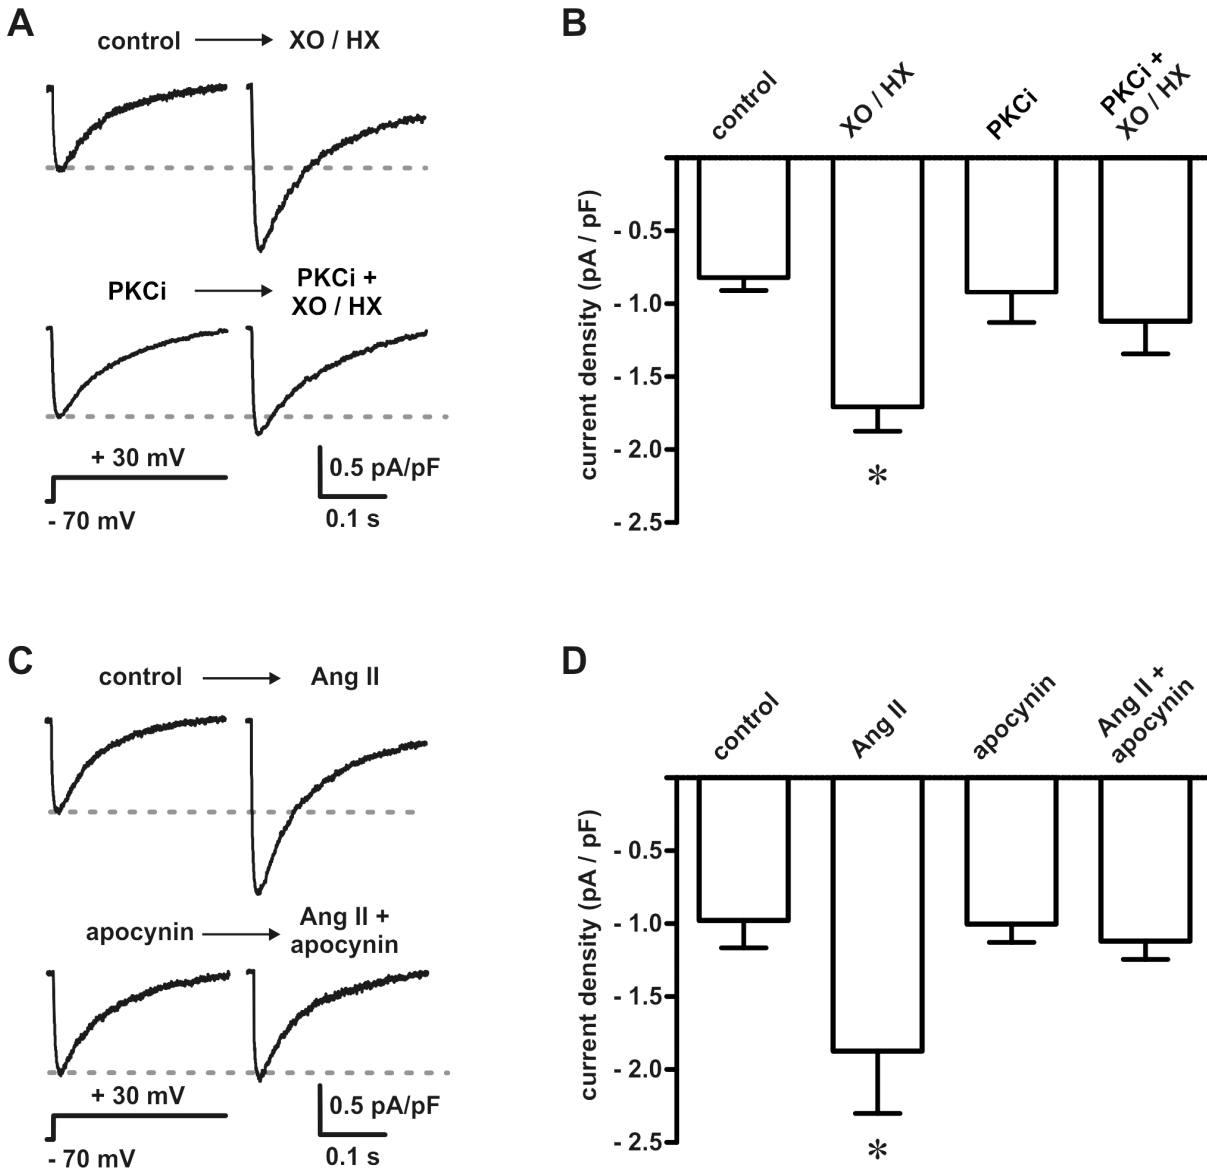 A
control
XO / HX
PKCi
PKCi +
XO / HX
+ 30 mV
- 70 mV
0.5 pA/pF
0.1 s
B
control
XO / HX
PKCi
PKCi +
XO / HX
current density (pA / pF)
- 0.5
- 1.0
- 1.5
- 2.0
- 2.5
*
C
control
Ang II
apocynin
Ang II +
apocynin
+ 30 mV
- 70 mV
0.5 pA/pF
0.1 s
D
control
Ang II
apocynin
Ang II +
apocynin
current density (pA / pF)
- 0.5
- 1.0
- 1.5
- 2.0
- 2.5
*